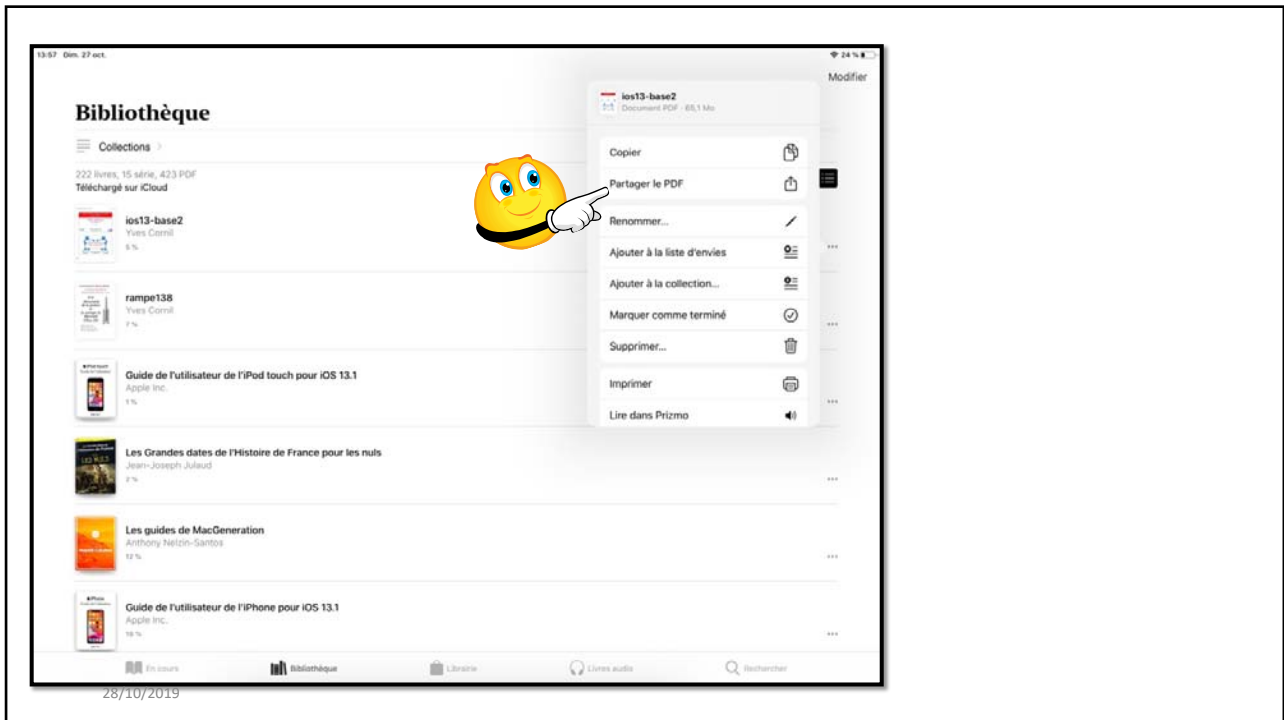 13:57 Dim. 27 oct.
24 %
Modifier
Bibliothèque
Collections >
222 livres, 15 série, 423 PDF
Téléchargé sur iCloud
ios13-base2
Yves Cornil
6 %
rampe138
Yves Cornil
7 %
Guide de l'utilisateur de l'iPod touch pour iOS 13.1
Apple Inc.
1 %
Les Grandes dates de l'Histoire de France pour les nuls
Jean-Joseph Julaud
2 %
Les guides de MacGeneration
Anthony Nelzin-Santos
12 %
Guide de l'utilisateur de l'iPhone pour iOS 13.1
Apple Inc.
ios13-base2
Document PDF - 65,1 Mo
Copier
Partager le PDF
Renommer...
Ajouter à la liste d'envies
Ajouter à la collection...
Marquer comme terminé
Supprimer...
Imprimer
Lire dans Prizmo
En cours
Bibliothèque
Librairie
Livres audio
Rechercher
28/10/2019